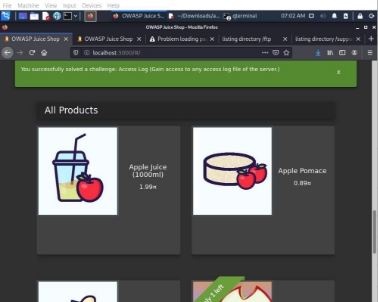 File Machine View Input Devices Help
OWASP Juice S... ~/Downloads/a... qterminal 07:02 AM
OWASP Juice Shop - Mozilla Firefox
OWASP Juice Shop OWASP Juice Shop Problem loading pa listing directory /ftp listing directory /supp
localhost:3000/#/
You successfully solved a challenge: Access Log (Gain access to any access log file of the server.) X
All Products
Apple Juice
(1000ml)
1.99¤
Apple Pomace
0.89¤
ly 1 left